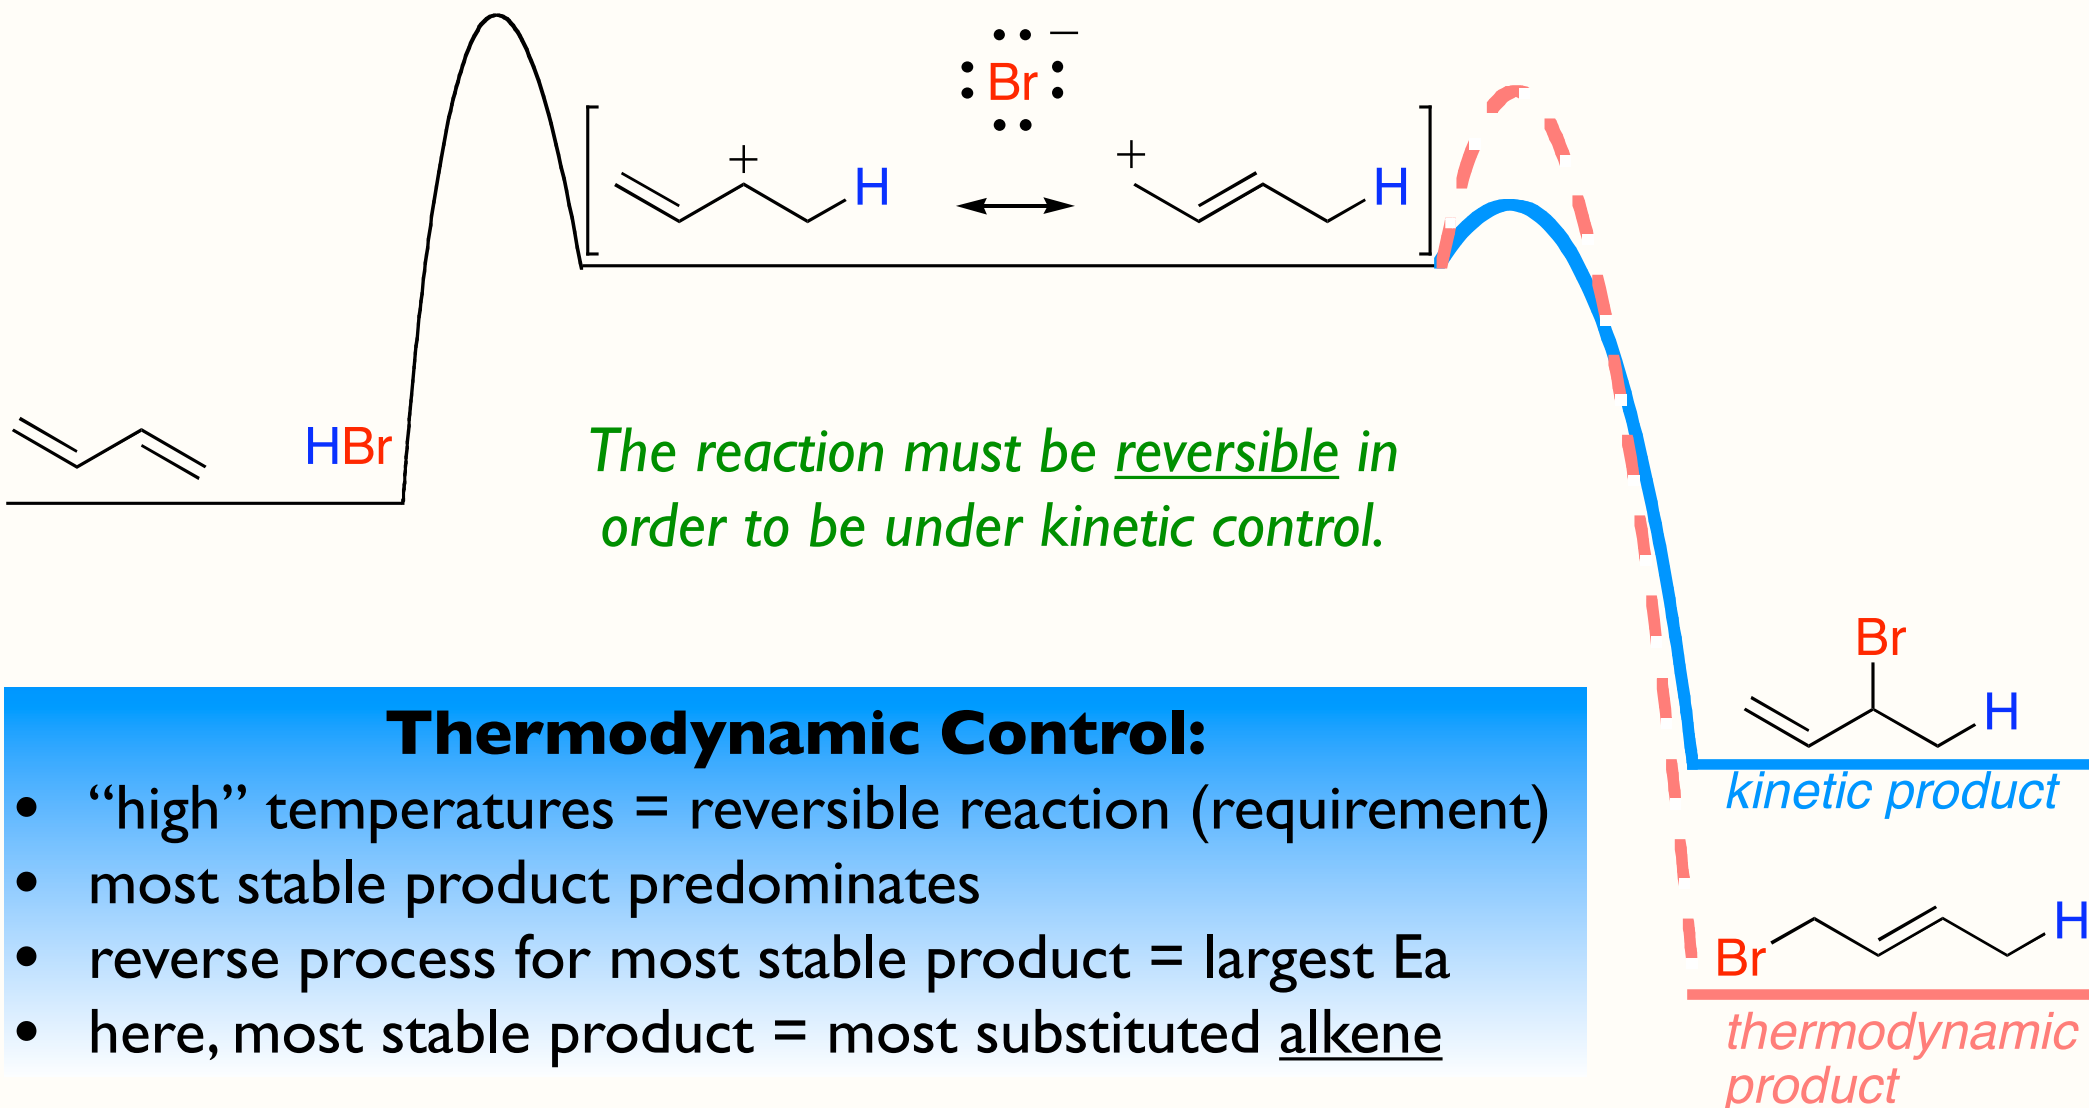 Br
–
+
H
+
H
HBr
The reaction must be reversible in
order to be under kinetic control.
Br
H
kinetic product
Thermodynamic Control:
• “high” temperatures = reversible reaction (requirement)
• most stable product predominates
• reverse process for most stable product = largest Ea
• here, most stable product = most substituted alkene
Br
H
thermodynamic
product